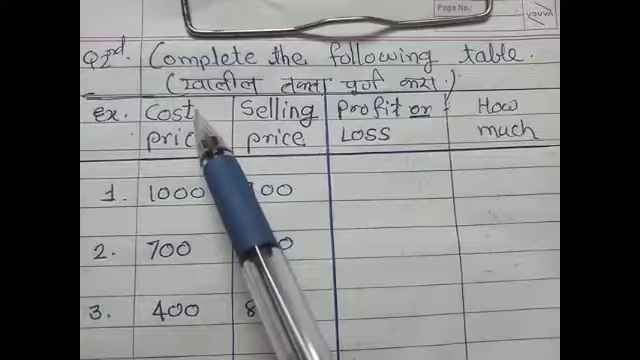 Page No.:
YOUVA
Q2nd. Complete the following table.
(खालील तक्ता पूर्ण करा.)
Ex. Cost price Selling price Profit or Loss How much
1. 1000
2. 700
3. 400